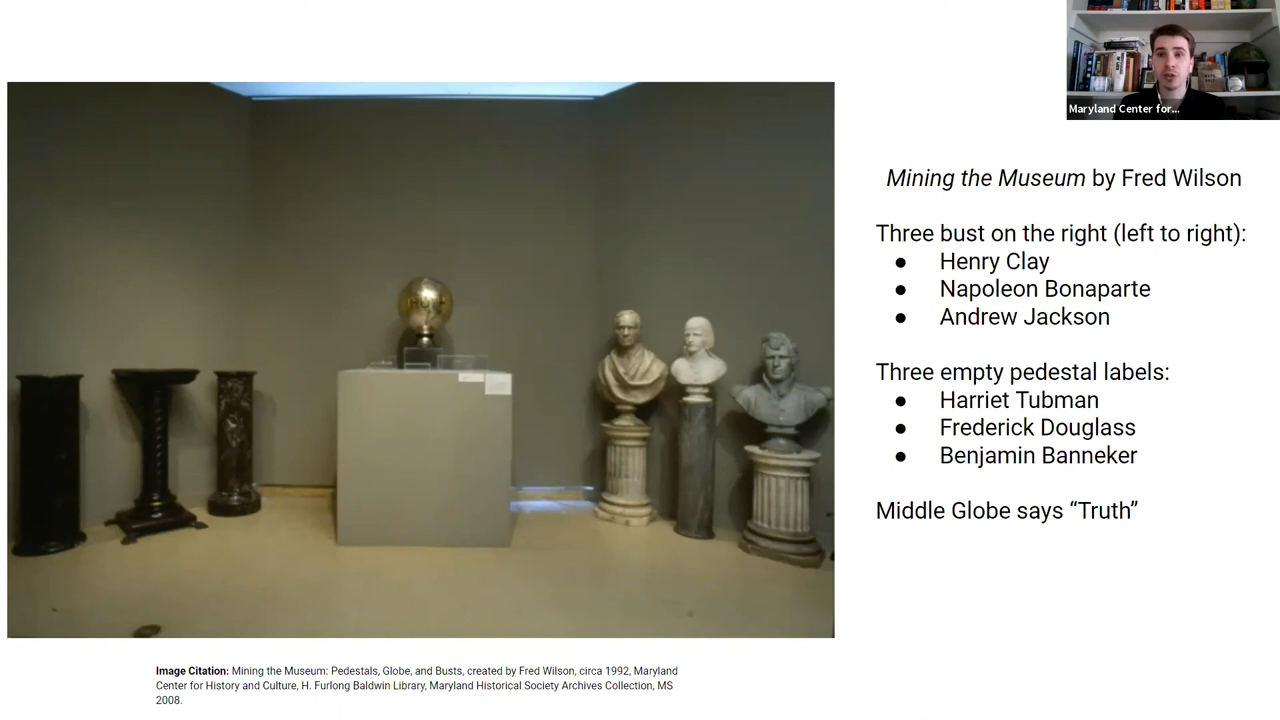 Maryland Center for...
Mining the Museum by Fred Wilson
Three bust on the right (left to right):
● Henry Clay
● Napoleon Bonaparte
● Andrew Jackson
Three empty pedestal labels:
● Harriet Tubman
● Frederick Douglass
● Benjamin Banneker
Middle Globe says “Truth”
Image Citation: Mining the Museum: Pedestals, Globe, and Busts, created by Fred Wilson, circa 1992, Maryland
Center for History and Culture, H. Furlong Baldwin Library, Maryland Historical Society Archives Collection, MS
2008.